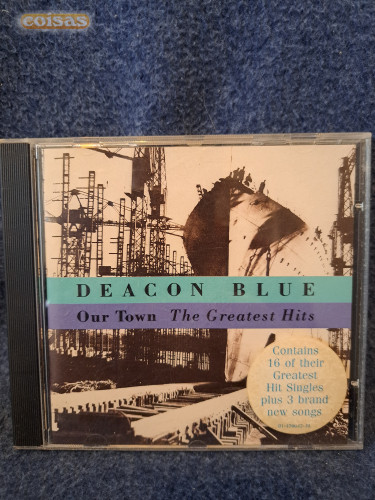 coisas
DEACON BLUE
Our Town The Greatest Hits
Contains
16 of their
Greatest
Hit Singles
plus 3 brand
new songs